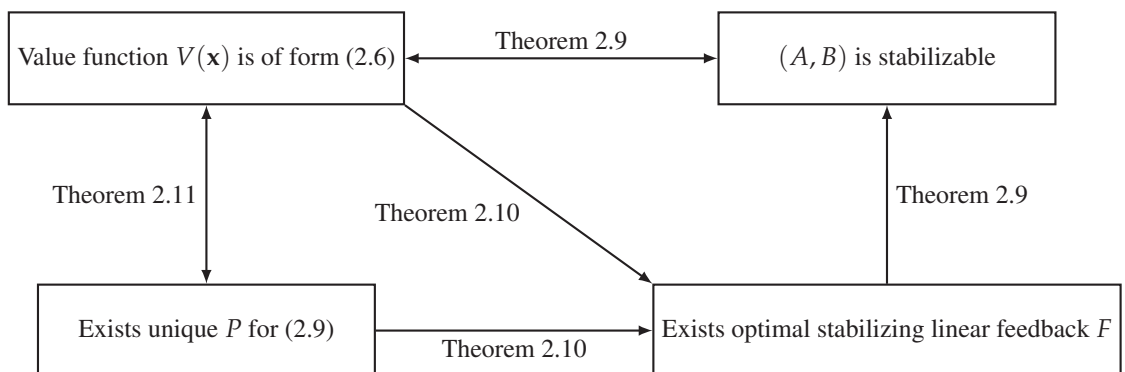 Value function V(x) is of form (2.6)
Theorem 2.9
(A, B) is stabilizable
Theorem 2.11
Theorem 2.10
Theorem 2.9
Exists unique P for (2.9)
Theorem 2.10
Exists optimal stabilizing linear feedback F